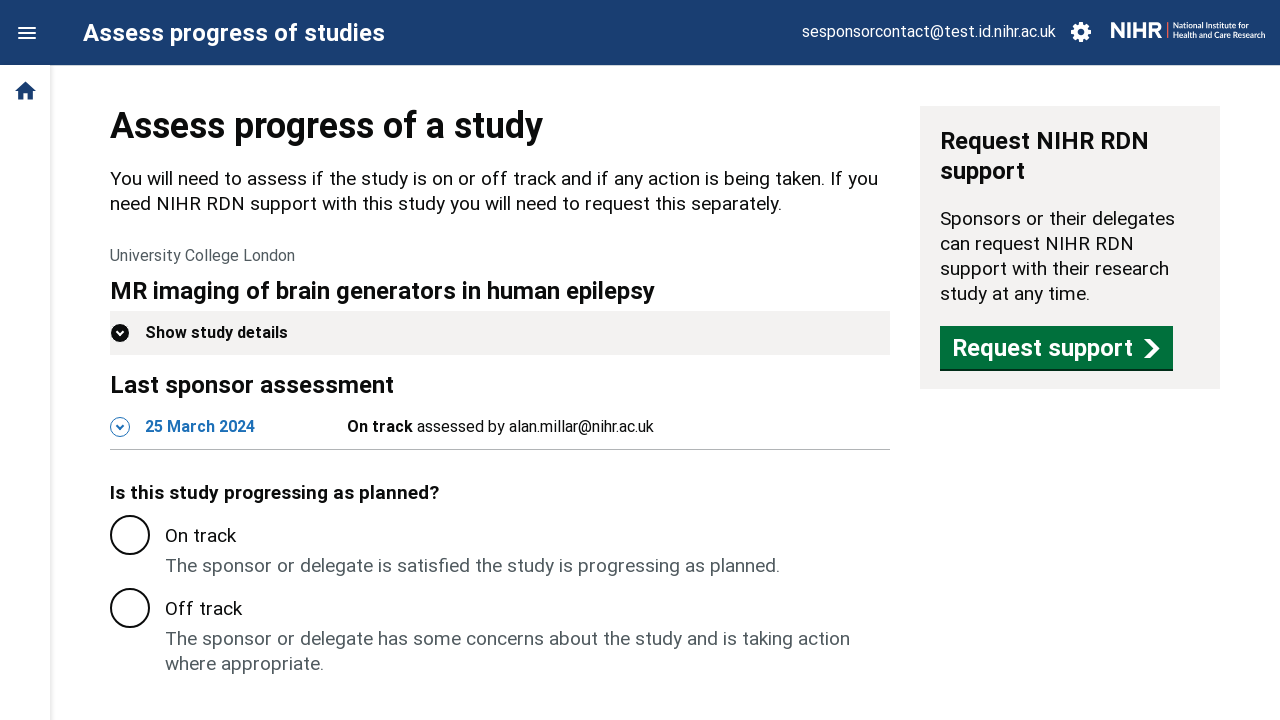 Assess progress of studies
sesponsorcontact@test.id.nihr.ac.uk
NIHR
National Institute for
Health and Care Research
Assess progress of a study
You will need to assess if the study is on or off track and if any action is being taken. If you
need NIHR RDN support with this study you will need to request this separately.
University College London
MR imaging of brain generators in human epilepsy
Show study details
Last sponsor assessment
25 March 2024
On track assessed by alan.millar@nihr.ac.uk
Is this study progressing as planned?
On track
The sponsor or delegate is satisfied the study is progressing as planned.
Off track
The sponsor or delegate has some concerns about the study and is taking action
where appropriate.
Request NIHR RDN
support
Sponsors or their delegates
can request NIHR RDN
support with their research
study at any time.
Request support